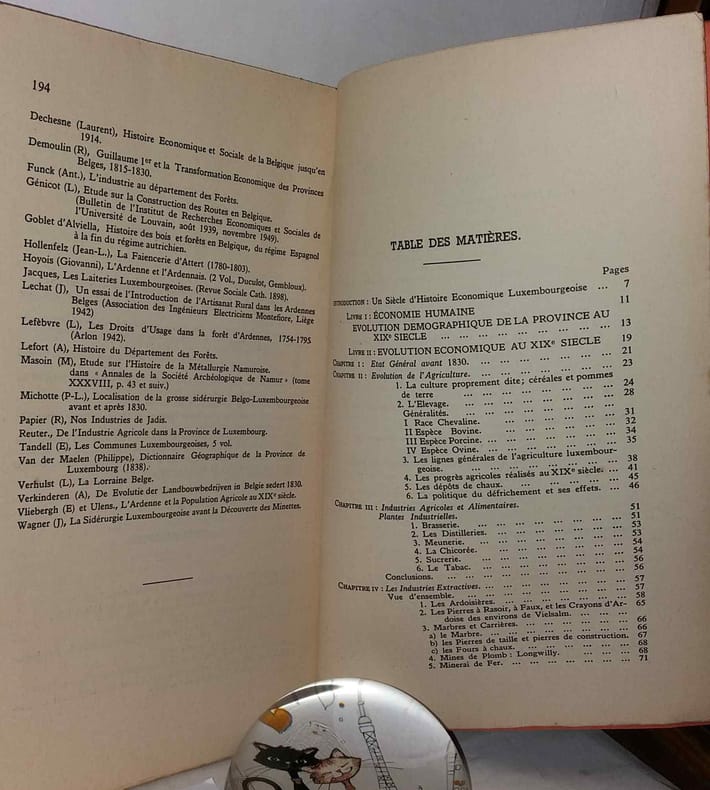 194
Dechesne (Laurent), Histoire Economique et Sociale de la Belgique jusqu'en
1914.
Demoulin (R), Guillaume Ier et la Transformation Economique des Provinces
Belges, 1815-1830.
Funck (Ant.), L'industrie au département des Forêts.
Génicot (L), Etude sur la Construction des Routes en Belgique.
(Bulletin de l'Institut de Recherches Economiques et Sociales de
l'Université de Louvain, août 1939, novembre 1949).
Goblet d'Alviella, Histoire des bois et forêts en Belgique, du régime Espagnol
à la fin du régime autrichien.
Hollenfelz (Jean-L.), La Faiencerie d'Attert (1780-1803).
Hoyois (Giovanni), L'Ardenne et l'Ardennais. (2 Vol., Duculot, Gembloux).
Jacques, Les Laiteries Luxembourgeoises. (Revue Sociale Cath. 1898).
Lechat (J), Un essai de l'Introduction de l'Artisanat Rural dans les Ardennes
Belges (Association des Ingénieurs Electriciens Montefiore, Liège
1942)
Lefèbvre (L), Les Droits d'Usage dans la forêt d'Ardennes, 1754-1795
(Arlon 1942).
Lefort (A), Histoire du Département des Forêts.
Masoin (M), Etude sur l'Histoire de la Métallurgie Namuroise.
dans « Annales de la Société Archéologique de Namur » (tome
XXXVIII, p. 43 et suiv.)
Michotte (P-L.), Localisation de la grosse sidérurgie Belgo-Luxembourgeoise
avant et après 1830.
Papier (R), Nos Industries de Jadis.
Reuter., De l'Industrie Agricole dans la Province de Luxembourg.
Tandell (E), Les Communes Luxembourgeoises, 5 vol.
Van der Maelen (Philippe), Dictionnaire Géographique de la Province de
Luxembourg (1838).
Verhulst (L), La Lorraine Belge.
Verkinderen (A), De Evolutie der Landbouwbedrijven in Belgie sedert 1830.
Vliebergh (E) et Ulens., L'Ardenne et la Population Agricole au XIXe siècle.
Wagner (J), La Sidérurgie Luxembourgeoise avant la Découverte des Minettes.
TABLE DES MATIÈRES.
Pages
INTRODUCTION : Un Siècle d'Histoire Economique Luxembourgeoise ... 7
LIVRE I : ÉCONOMIE HUMAINE 11
EVOLUTION DEMOGRAPHIQUE DE LA PROVINCE AU
XIXe SIECLE ... ... ... ... ... ... ... ... 13
LIVRE II : EVOLUTION ECONOMIQUE AU XIXe SIECLE 19
CHAPITRE I : Etat Général avant 1830. ... ... ... ... ... ... 21
CHAPITRE II : Evolution de l'Agriculture. ... ... ... ... ... 23
1. La culture proprement dite ; céréales et pommes
de terre ... ... ... ... ... ... ... ... 24
2. L'Elevage. ... ... ... ... ... ... ... ... 28
Généralités. ... ... ... ... ... ... ...
I Race Chevaline. ... ... ... ... ... ... 31
II Espèce Bovine. ... ... ... ... ... ... 32
III Espèce Porcine. ... ... ... ... ... ... 34
IV Espèce Ovine. ... ... ... ... ... ... 35
3. Les lignes générales de l'agriculture luxembour-
geoise. ... ... ... ... ... ... ... ... 38
4. Les progrès agricoles réalisés au XIXe siècle. ... 41
5. Les dépôts de chaux. ... ... ... ... ... 45
6. La politique du défrichement et ses effets. ... 46
CHAPITRE III : Industries Agricoles et Alimentaires.
Plantes Industrielles. ... ... ... ... ... ... 51
1. Brasserie. ... ... ... ... ... ... ... 51
2. Les Distilleries. ... ... ... ... ... ... 53
3. Meunerie. ... ... ... ... ... ... ... 53
4. La Chicorée. ... ... ... ... ... ... ... 54
5. Sucrerie. ... ... ... ... ... ... ... 54
6. Le Tabac. ... ... ... ... ... ... ... 56
Conclusions. ... ... ... ... ... ... ... ... 56
CHAPITRE IV : Les Industries Extractives. ... ... ... ... ... 57
Vue d'ensemble. ... ... ... ... ... ... ... 57
1. Les Ardoisières. ... ... ... ... ... ... 58
2. Les Pierres à Rasoir, à Faux, et les Crayons d'Ar-
doise des environs de Vielsalm. ... ... ... 65
3. Marbres et Carrières. ... ... ... ... ... 66
a) le Marbre. ... ... ... ... ... ... ... 66
b) les Pierres de taille et pierres de construction. 67
c) les Fours à chaux. ... ... ... ... ... 68
4. Mines de Plomb : Longwilly. ... ... ... 68
5. Minerai de Fer. ... ... ... ... ... ... 71